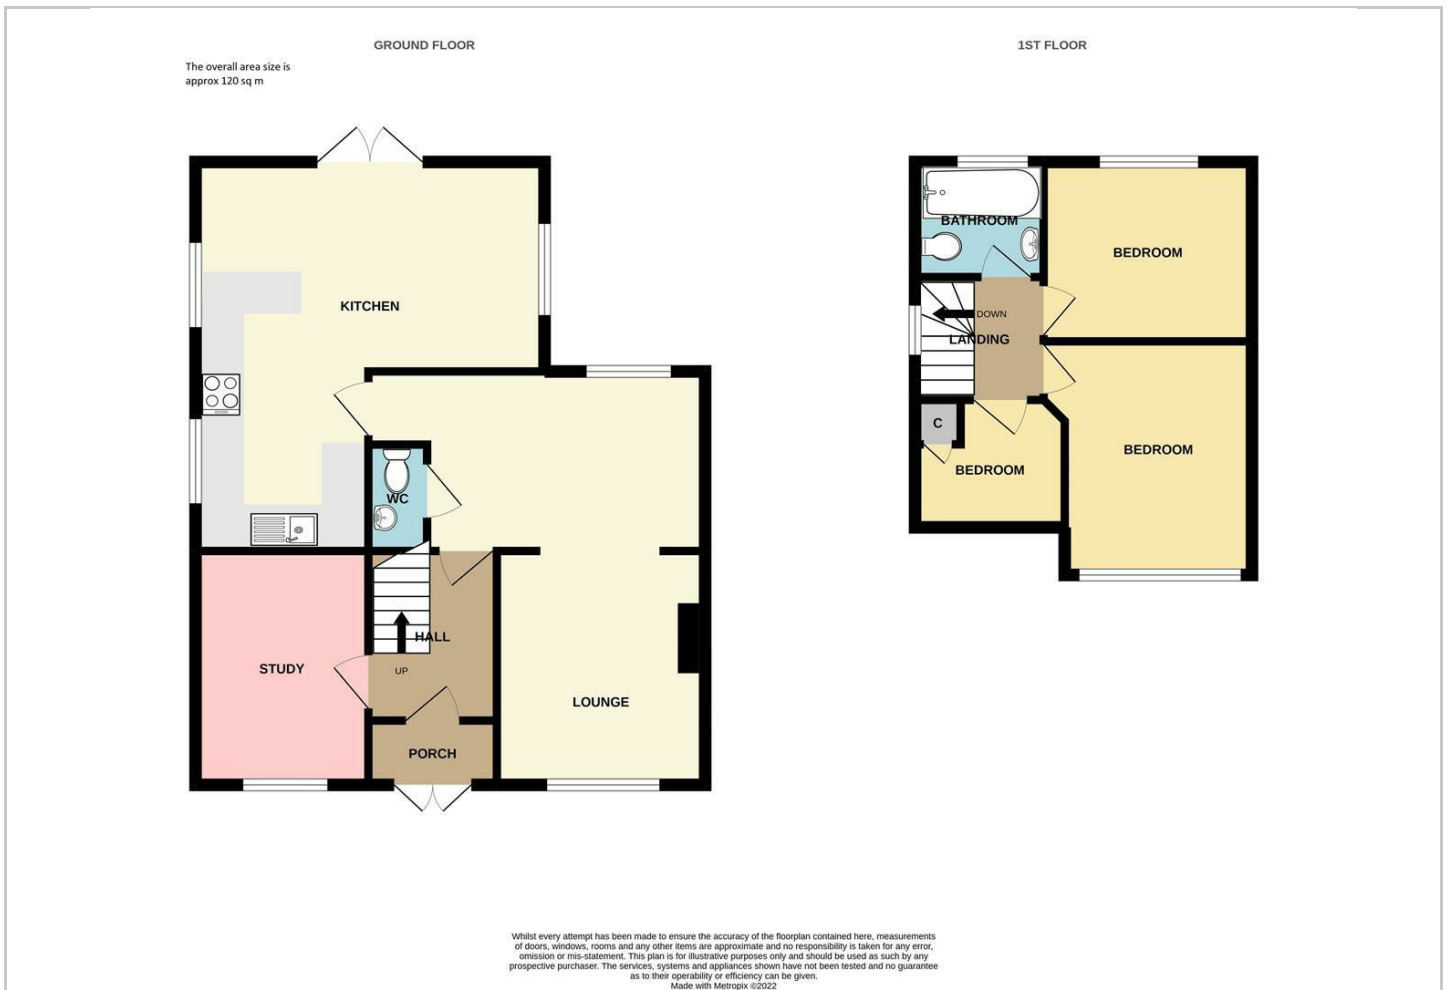 GROUND FLOOR
1ST FLOOR
The overall area size is
approx 120 sq m
KITCHEN
WC
HALL
UP
STUDY
LOUNGE
PORCH
BATHROOM
BEDROOM
DOWN
LANDING
C
BEDROOM
BEDROOM
Whilst every attempt has been made to ensure the accuracy of the floorplan contained here, measurements
of doors, windows, rooms and any other items are approximate and no responsibility is taken for any error,
omission or mis-statement. This plan is for illustrative purposes only and should be used as such by any
prospective purchaser. The services, systems and appliances shown have not been tested and no guarantee
as to their operability or efficiency can be given.
Made with Metropix ©2022